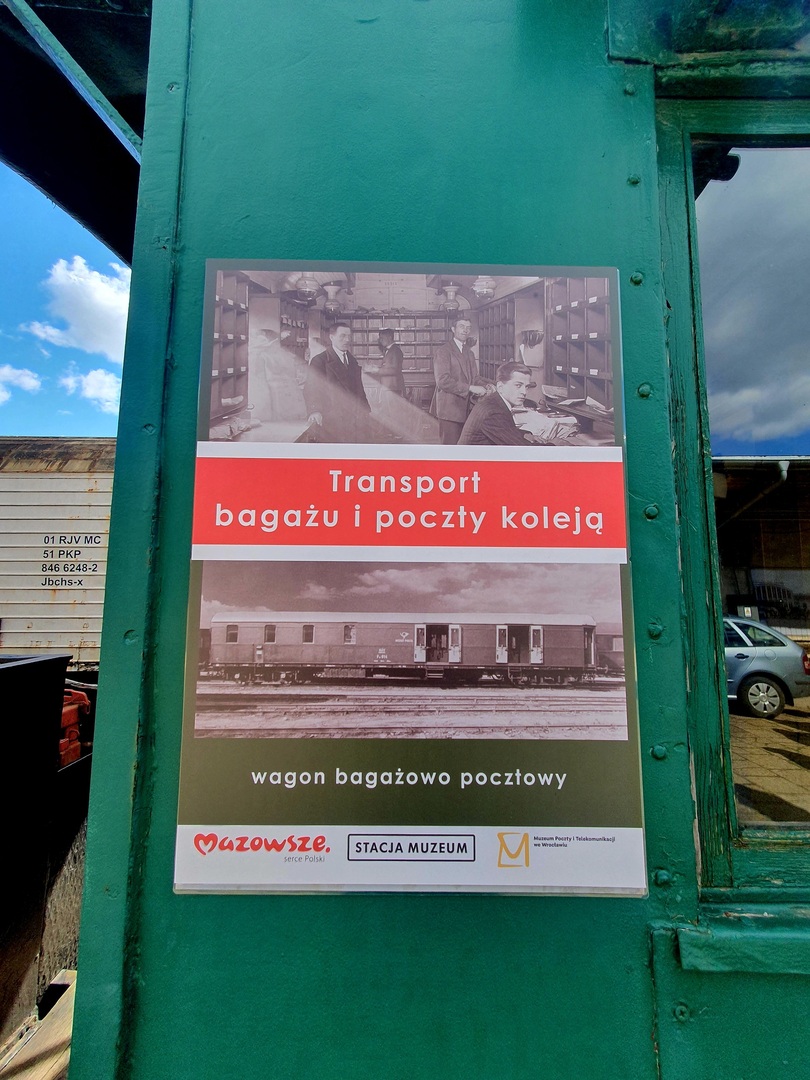 Transport
bagażu i poczty koleją
wagon bagażowo pocztowy
mazowsze.
serce Polski
STACJA MUZEUM
Muzeum Poczty i Telekomunikacji
we Wrocławiu
01 RJV MC
51 PKP
846 6248-2
Jbchs-x